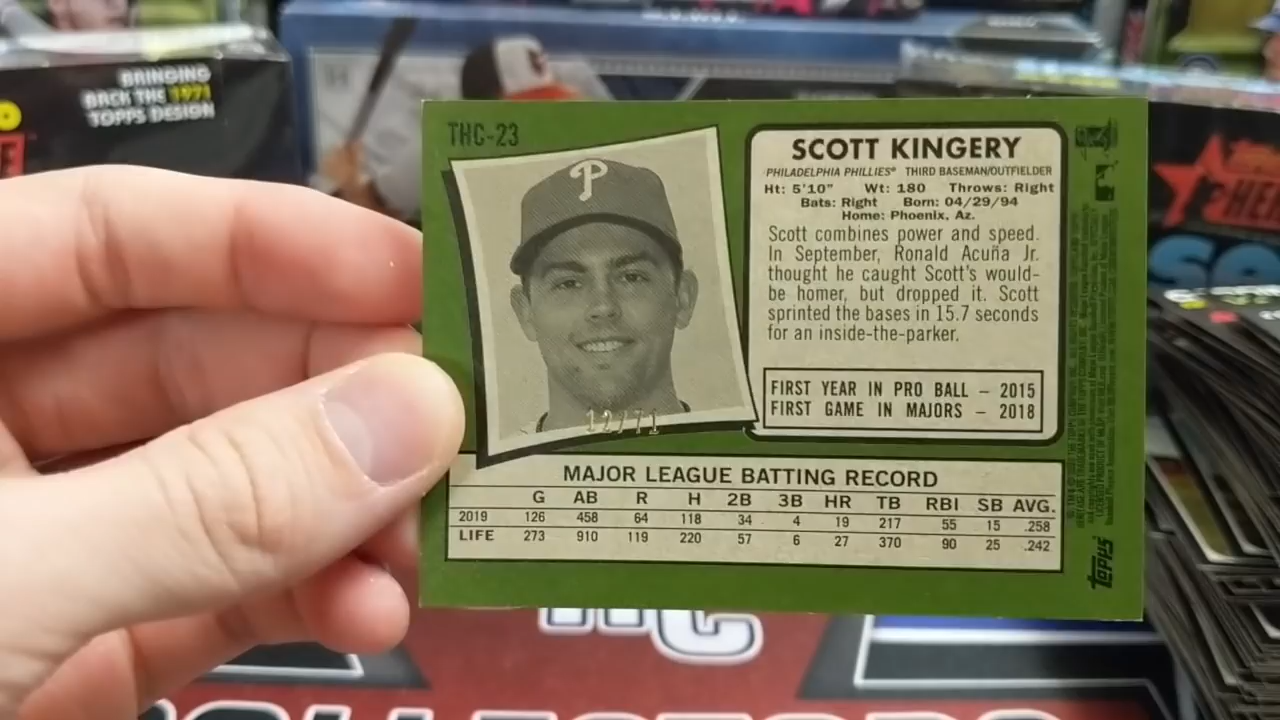 BRINGING
BACK THE 1971
TOPPS DESIGN
THC-23
SCOTT KINGERY
PHILADELPHIA PHILLIES® THIRD BASEMAN/OUTFIELDER
Ht: 5'10" Wt: 180 Throws: Right
Bats: Right Born: 04/29/94
Home: Phoenix, Az.
Scott combines power and speed.
In September, Ronald Acuña Jr.
thought he caught Scott's would-
be homer, but dropped it. Scott
sprinted the bases in 15.7 seconds
for an inside-the-parker.
FIRST YEAR IN PRO BALL – 2015
FIRST GAME IN MAJORS – 2018
P
12/71
MAJOR LEAGUE BATTING RECORD
G AB R H 2B 3B HR TB RBI SB AVG.
2019 126 458 64 118 34 4 19 217 55 15 .258
LIFE 273 910 119 220 57 6 27 370 90 25 .242
TOPPS